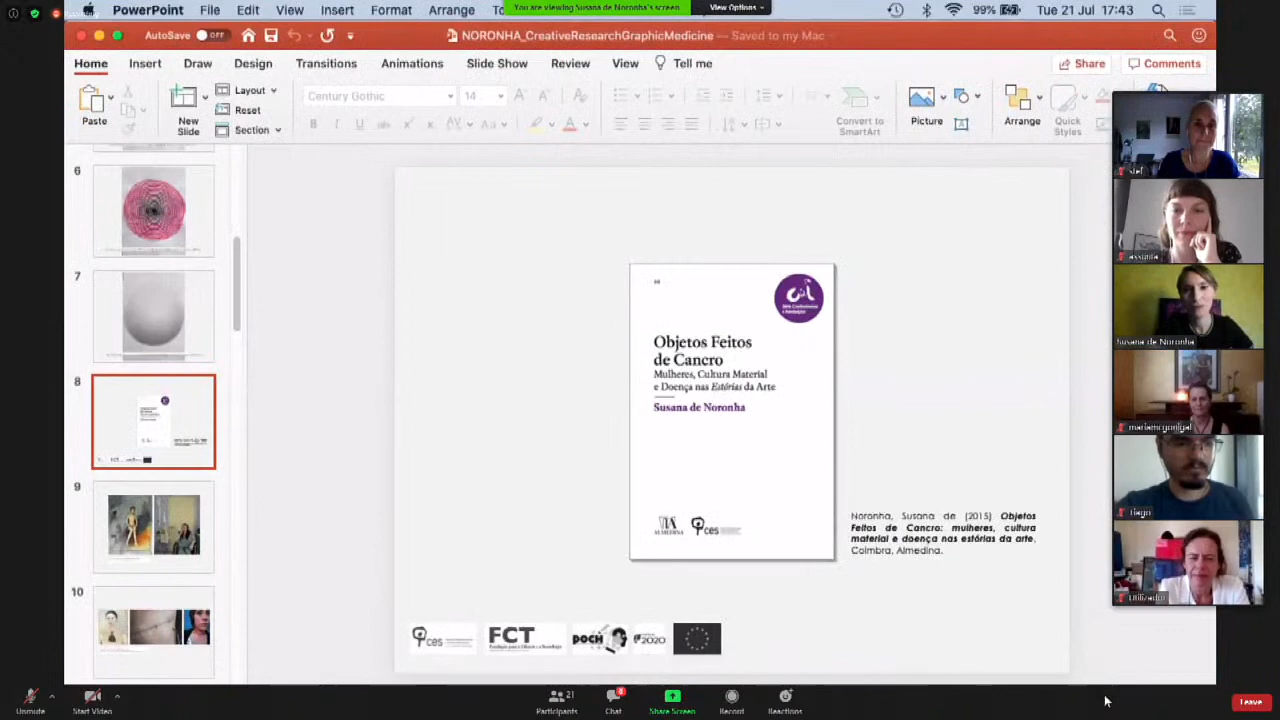 PowerPoint File Edit View Insert Format Arrange
You are viewing Susana de Noronha's screen
View Options
99% Tue 21 Jul 17:43
AutoSave OFF
NORONHA_CreativeResearchGraphicMedicine — Saved to my Mac
Home Insert Draw Design Transitions Animations Slide Show Review View Tell me
Share Comments
Paste
New
Slide
Layout
Reset
Section
Century Gothic 14
Convert to
SmartArt
Picture
Arrange
Quick
Styles
6
7
8
9
10
Objetos Feitos
de Cancro
Mulheres, Cultura Material
e Doença nas Estórias da Arte
Susana de Noronha
ALMEDINA
ces
Noronha, Susana de (2015) Objetos
Feitos de Cancro: mulheres, cultura
material e doença nas estórias da arte,
Coimbra, Almedina.
ces
FCT
POCH
2020
stef
assunta
Susana de Noronha
Tiago
Utilizador
Unmute
Start Video
21
Participants
8
Chat
Share Screen
Record
Reactions
Leave